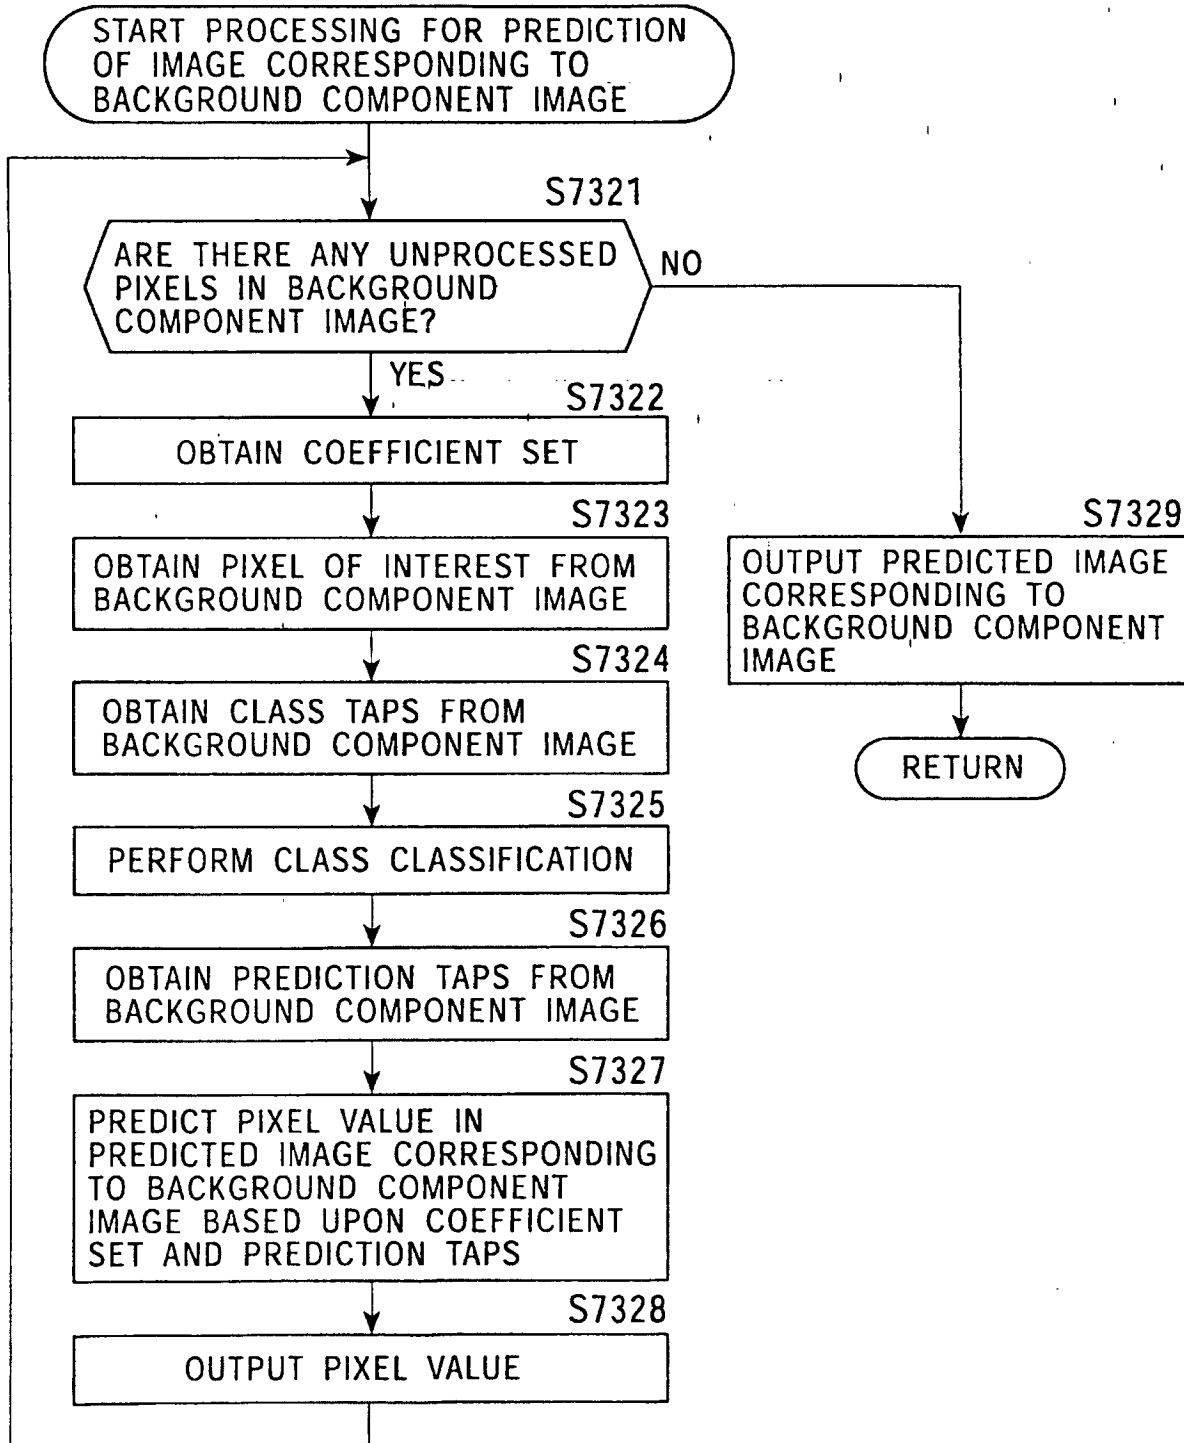 START PROCESSING FOR PREDICTION
OF IMAGE CORRESPONDING TO
BACKGROUND COMPONENT IMAGE
S7321
ARE THERE ANY UNPROCESSED
PIXELS IN BACKGROUND
COMPONENT IMAGE?
NO
YES
S7322
OBTAIN COEFFICIENT SET
S7323
OBTAIN PIXEL OF INTEREST FROM
BACKGROUND COMPONENT IMAGE
S7324
OBTAIN CLASS TAPS FROM
BACKGROUND COMPONENT IMAGE
S7325
PERFORM CLASS CLASSIFICATION
S7326
OBTAIN PREDICTION TAPS FROM
BACKGROUND COMPONENT IMAGE
S7327
PREDICT PIXEL VALUE IN
PREDICTED IMAGE CORRESPONDING
TO BACKGROUND COMPONENT
IMAGE BASED UPON COEFFICIENT
SET AND PREDICTION TAPS
S7328
OUTPUT PIXEL VALUE
S7329
OUTPUT PREDICTED IMAGE
CORRESPONDING TO
BACKGROUND COMPONENT
IMAGE
RETURN